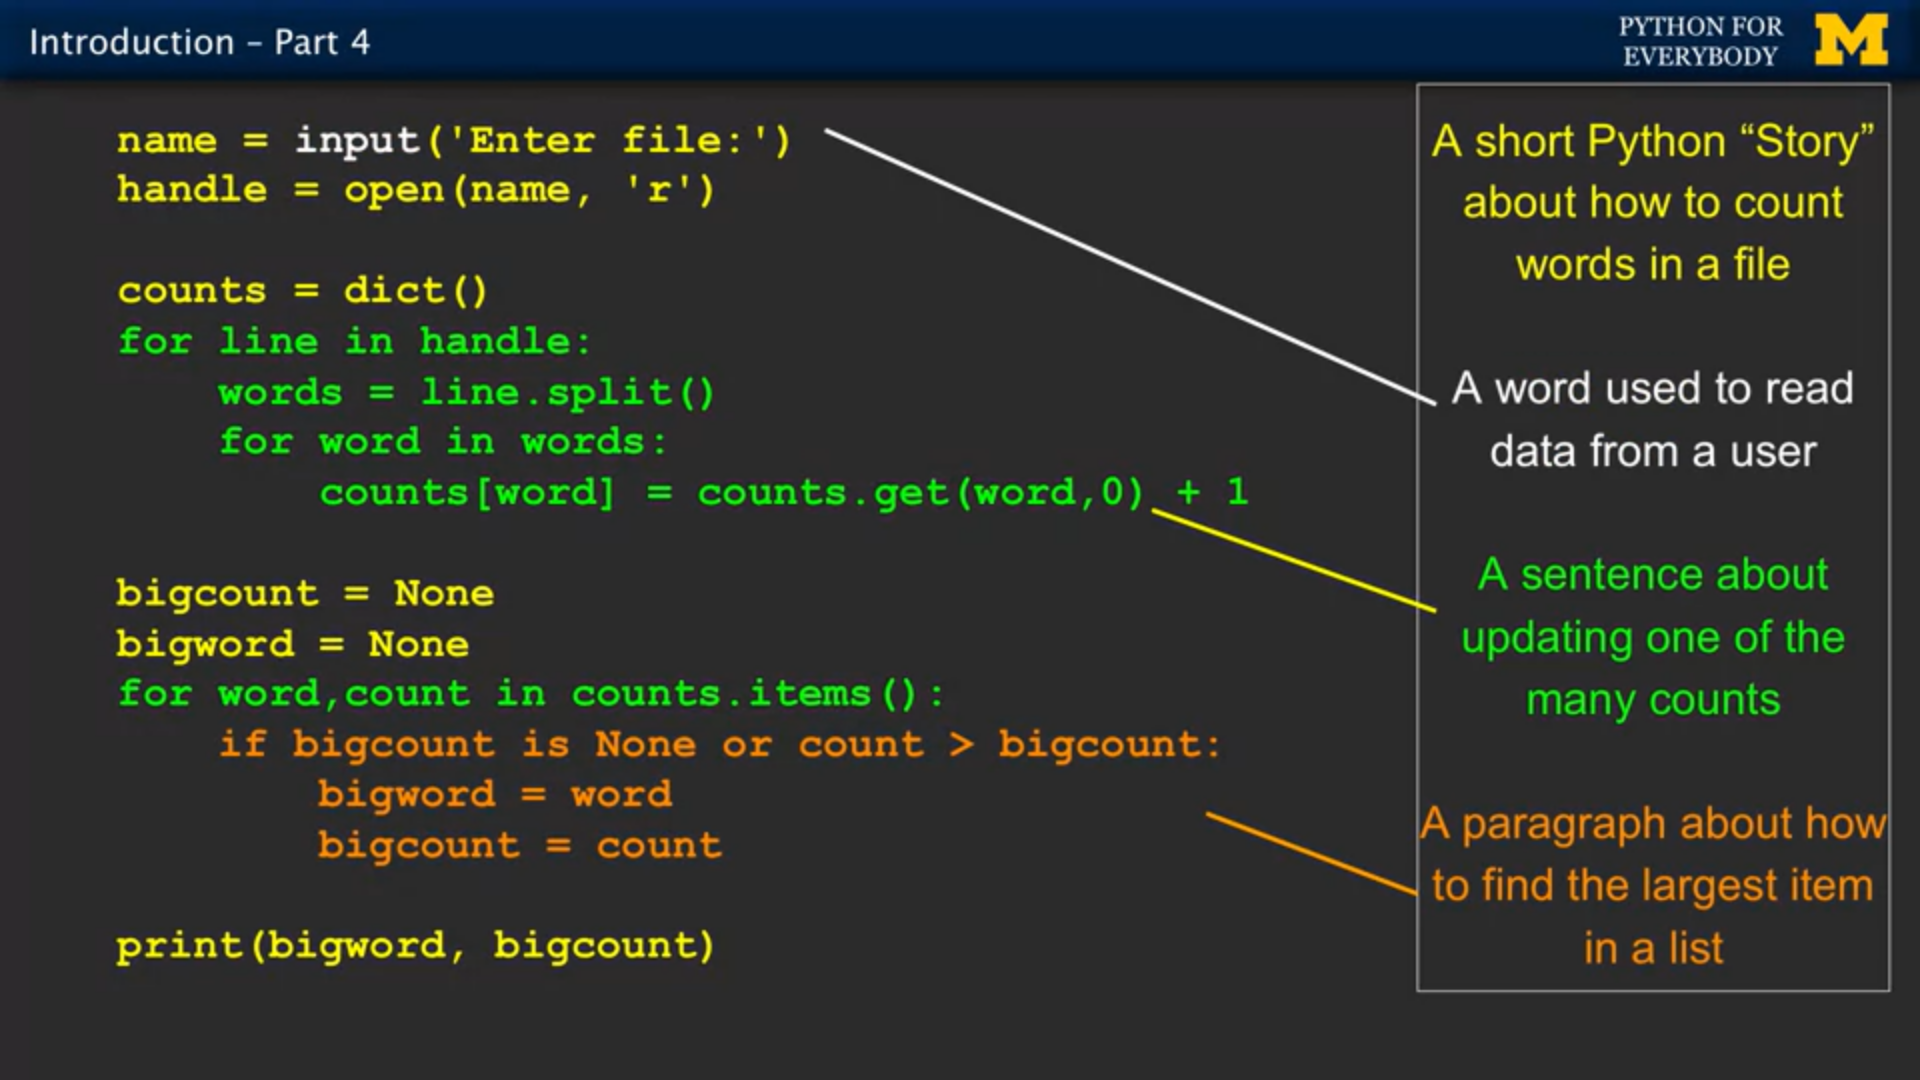 Introduction – Part 4
PYTHON FOR
EVERYBODY
M
name = input('Enter file:')
handle = open(name, 'r')
counts = dict()
for line in handle:
    words = line.split()
    for word in words:
        counts[word] = counts.get(word,0) + 1
bigcount = None
bigword = None
for word,count in counts.items():
    if bigcount is None or count > bigcount:
        bigword = word
        bigcount = count
print(bigword, bigcount)
A short Python “Story”
about how to count
words in a file
A word used to read
data from a user
A sentence about
updating one of the
many counts
A paragraph about how
to find the largest item
in a list